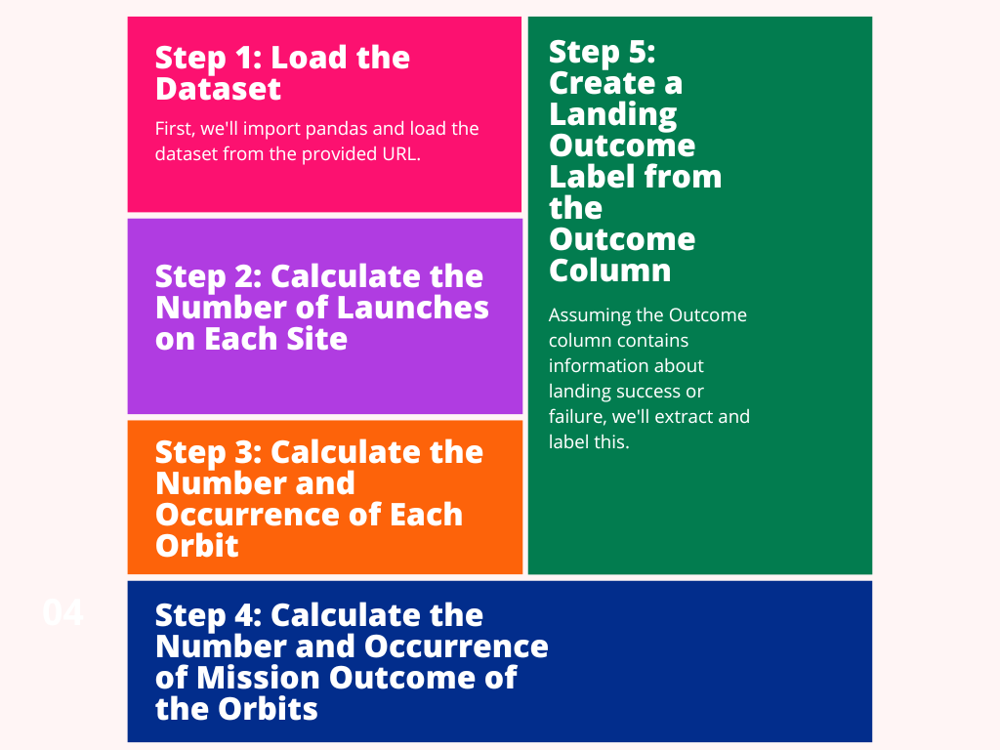 Step 1: Load the
Dataset
First, we'll import pandas and load the
dataset from the provided URL.
Step 2: Calculate the
Number of Launches
on Each Site
Step 3: Calculate the
Number and
Occurrence of Each
Orbit
04
Step 4: Calculate the
Number and Occurrence
of Mission Outcome of
the Orbits
Step 5:
Create a
Landing
Outcome
Label from
the
Outcome
Column
Assuming the Outcome
column contains
information about
landing success or
failure, we'll extract and
label this.